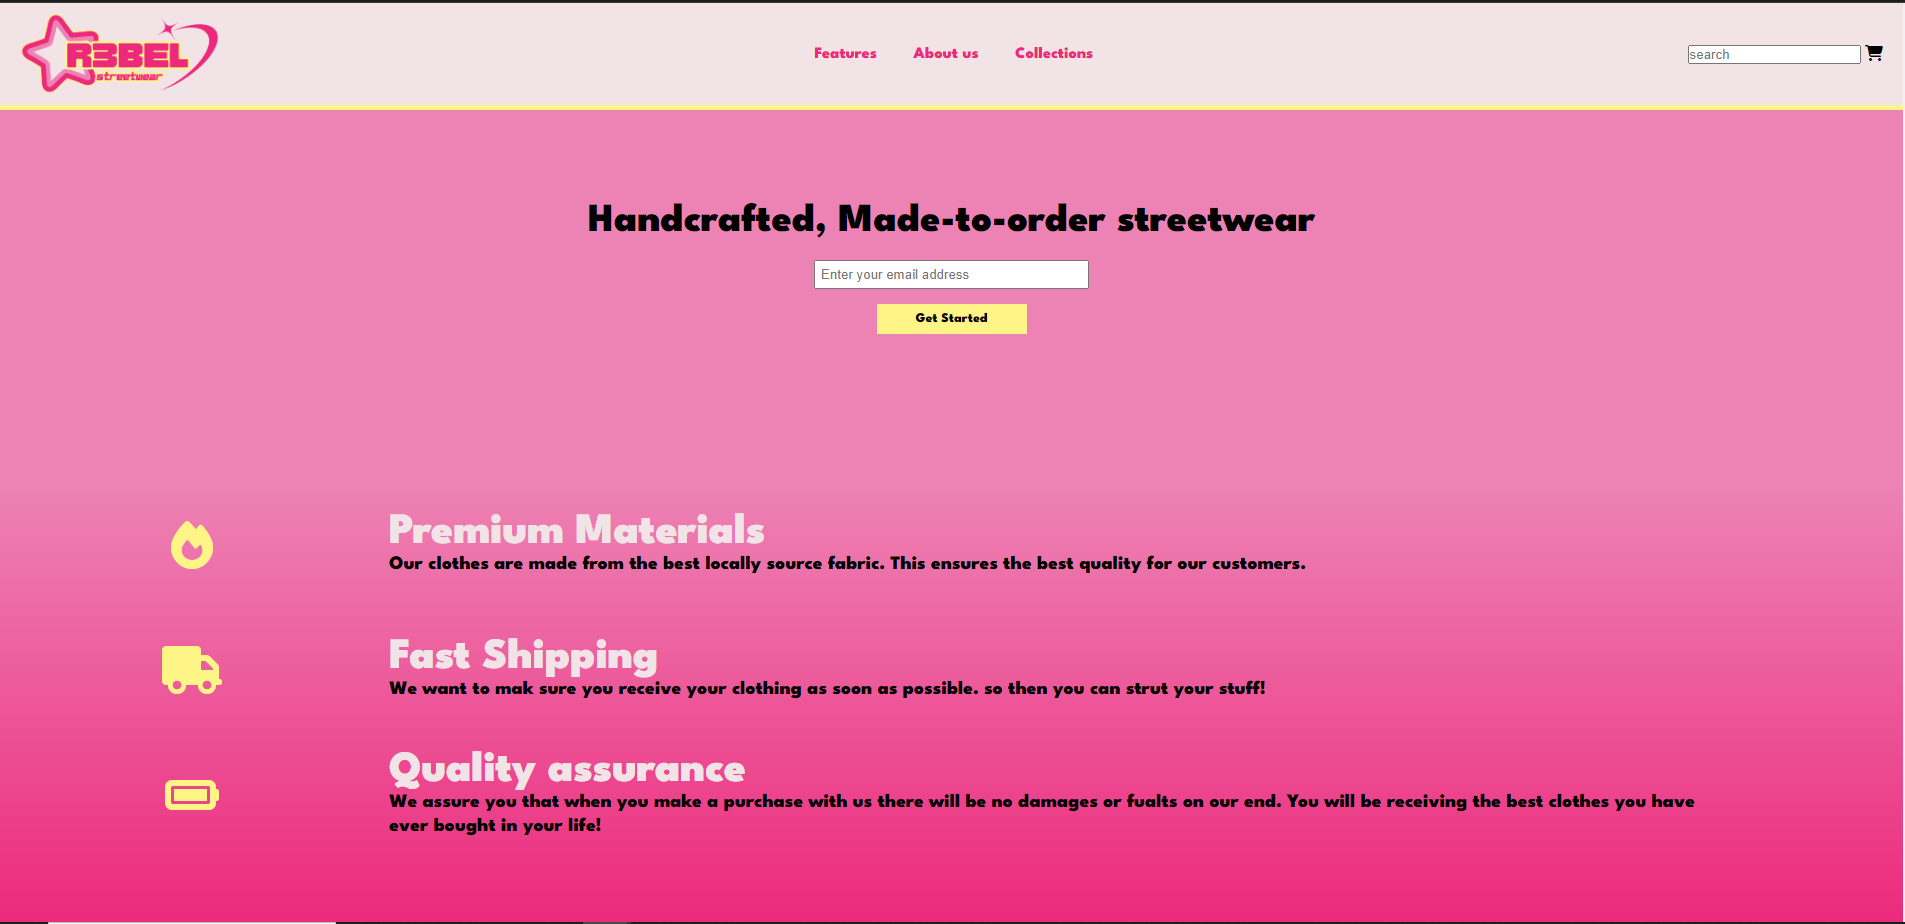 R3BEL
streetwear
Features About us Collections
search
Handcrafted, Made-to-order streetwear
Enter your email address
Get Started
Premium Materials
Our clothes are made from the best locally source fabric. This ensures the best quality for our customers.
Fast Shipping
We want to mak sure you receive your clothing as soon as possible. so then you can strut your stuff!
Quality assurance
We assure you that when you make a purchase with us there will be no damages or fualts on our end. You will be receiving the best clothes you have
ever bought in your life!